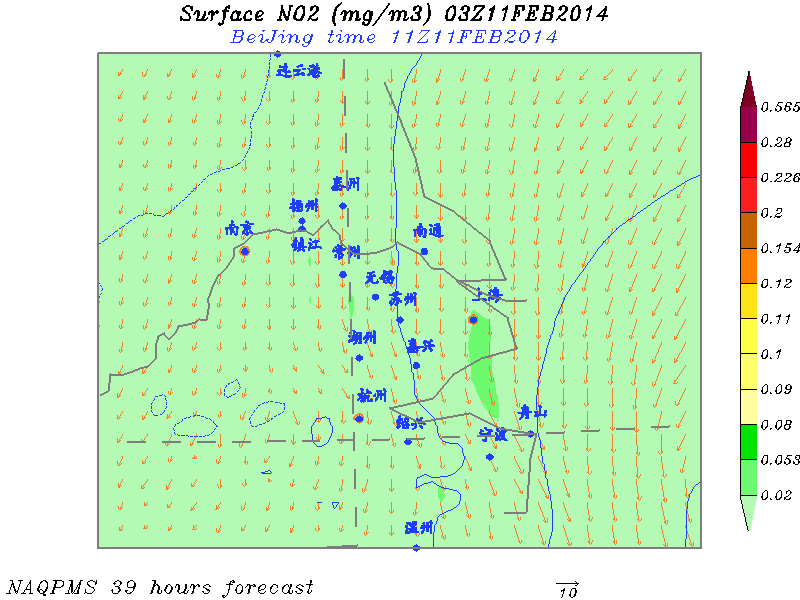 Surface NO2 (mg/m3) 03Z11FEB2014
BeiJing time 11Z11FEB2014
连云港
泰州
扬州
南京
镇江
常州
南通
无锡
苏州
上海
湖州
嘉兴
杭州
绍兴
舟山
宁波
温州
0.565
0.28
0.226
0.2
0.154
0.12
0.11
0.1
0.09
0.08
0.053
0.02
NAQPMS 39 hours forecast
10